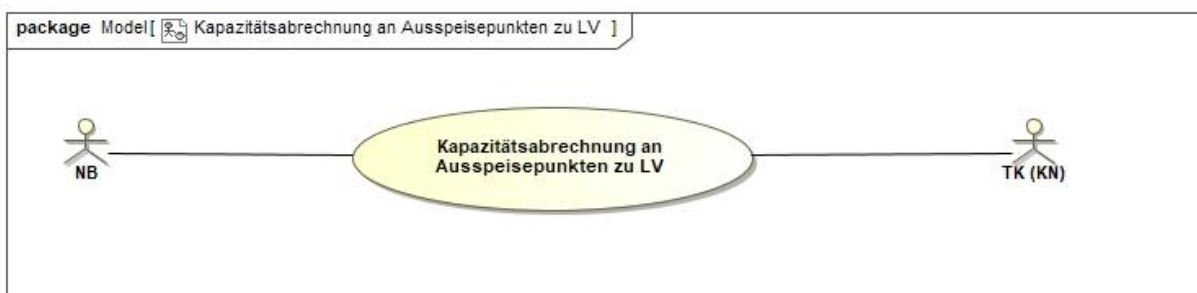 package Model[ Kapazitätsabrechnung an Ausspeisepunkten zu LV ]
Kapazitätsabrechnung an
Ausspeisepunkten zu LV
NB
TK (KN)